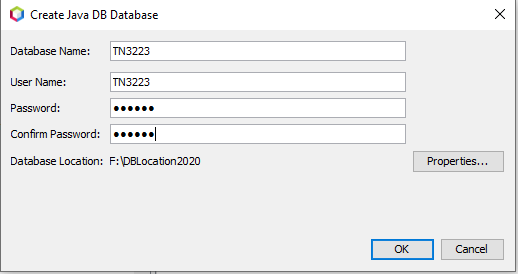 Create Java DB Database
Database Name: TN3223
User Name: TN3223
Password: ●●●●●●
Confirm Password: ●●●●●●
Database Location: F:\DBLocation2020 Properties...
OK Cancel